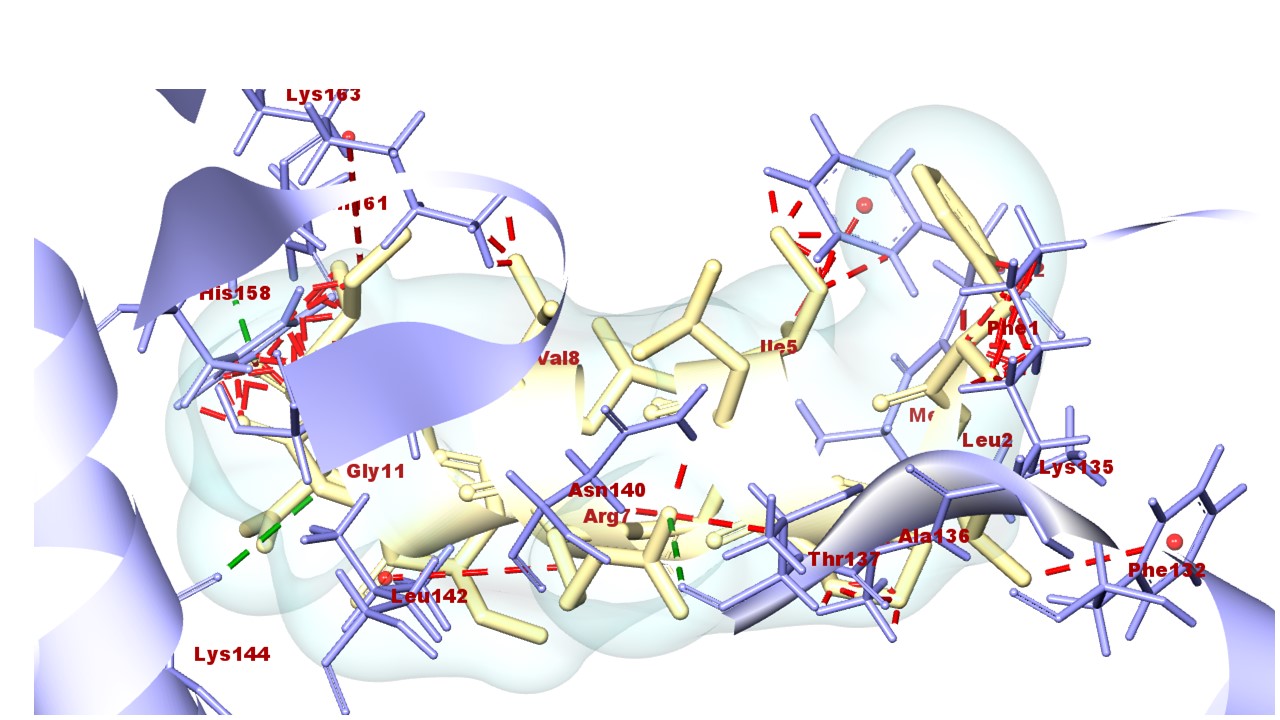 Lys163
His158
Phe1
Val8
Ile5
Leu2
Lys135
Gly11
Asn140
Arg7
Ala136
Thr137
Phe132
Leu142
Lys144